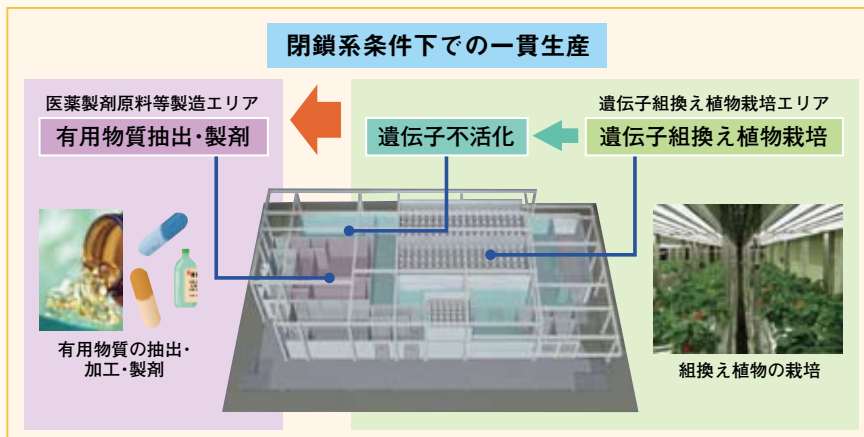 閉鎖系条件下での一貫生産
医薬製剤原料等製造エリア
有用物質抽出・製剤
遺伝子不活化
遺伝子組換え植物栽培エリア
遺伝子組換え植物栽培
有用物質の抽出・
加工・製剤
組換え植物の栽培